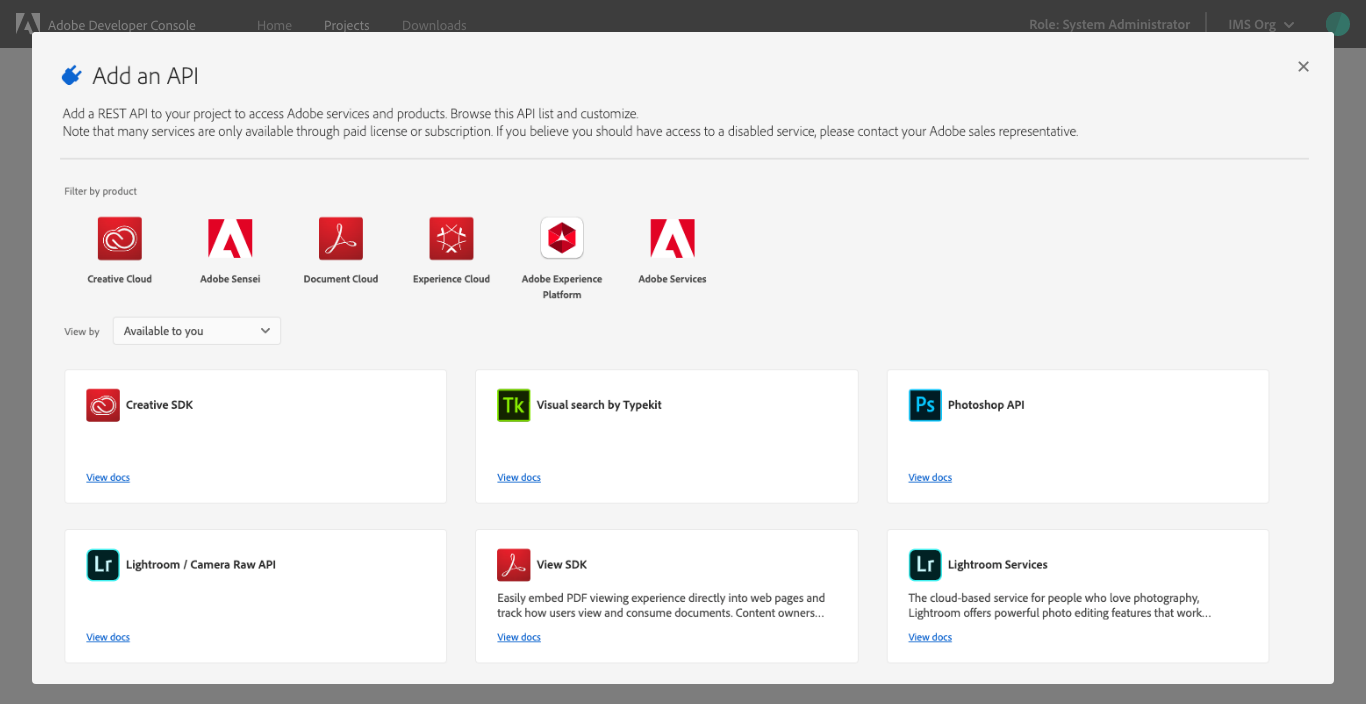 Adobe Developer Console Home Projects Downloads Role: System Administrator IMS Org
Add an API
Add a REST API to your project to access Adobe services and products. Browse this API list and customize.
Note that many services are only available through paid license or subscription. If you believe you should have access to a disabled service, please contact your Adobe sales representative.
Filter by product
Creative Cloud Adobe Sensei Document Cloud Experience Cloud Adobe Experience Adobe Services
Platform
View by Available to you
Creative SDK
View docs
Tk Visual search by Typekit
View docs
Ps Photoshop API
View docs
Lr Lightroom / Camera Raw API
View docs
View SDK
Easily embed PDF viewing experience directly into web pages and
track how users view and consume documents. Content owners...
View docs
Lr Lightroom Services
The cloud-based service for people who love photography,
Lightroom offers powerful photo editing features that work...
View docs